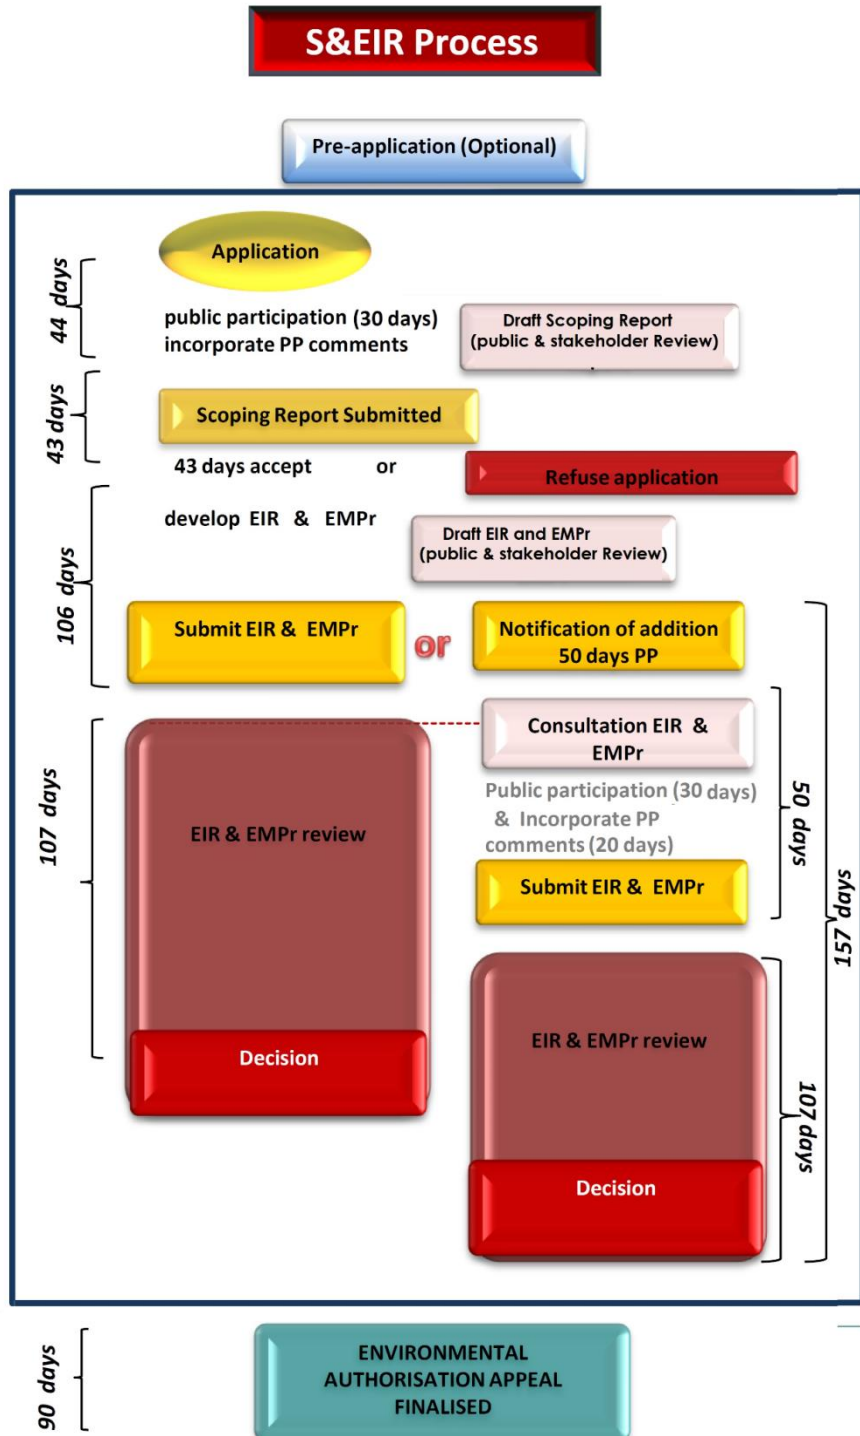 S&EIR Process
Pre-application (Optional)
Application
44 days
public participation (30 days)
incorporate PP comments
Draft Scoping Report
(public & stakeholder Review)
43 days
Scoping Report Submitted
43 days accept or
Refuse application
106 days
develop EIR & EMPr
Draft EIR and EMPr
(public & stakeholder Review)
Submit EIR & EMPr
or
Notification of addition
50 days PP
107 days
EIR & EMPr review
Decision
Consultation EIR &
EMPr
Public participation (30 days)
& Incorporate PP
comments (20 days)
Submit EIR & EMPr
50 days
157 days
EIR & EMPr review
Decision
107 days
90 days
ENVIRONMENTAL
AUTHORISATION APPEAL
FINALISED